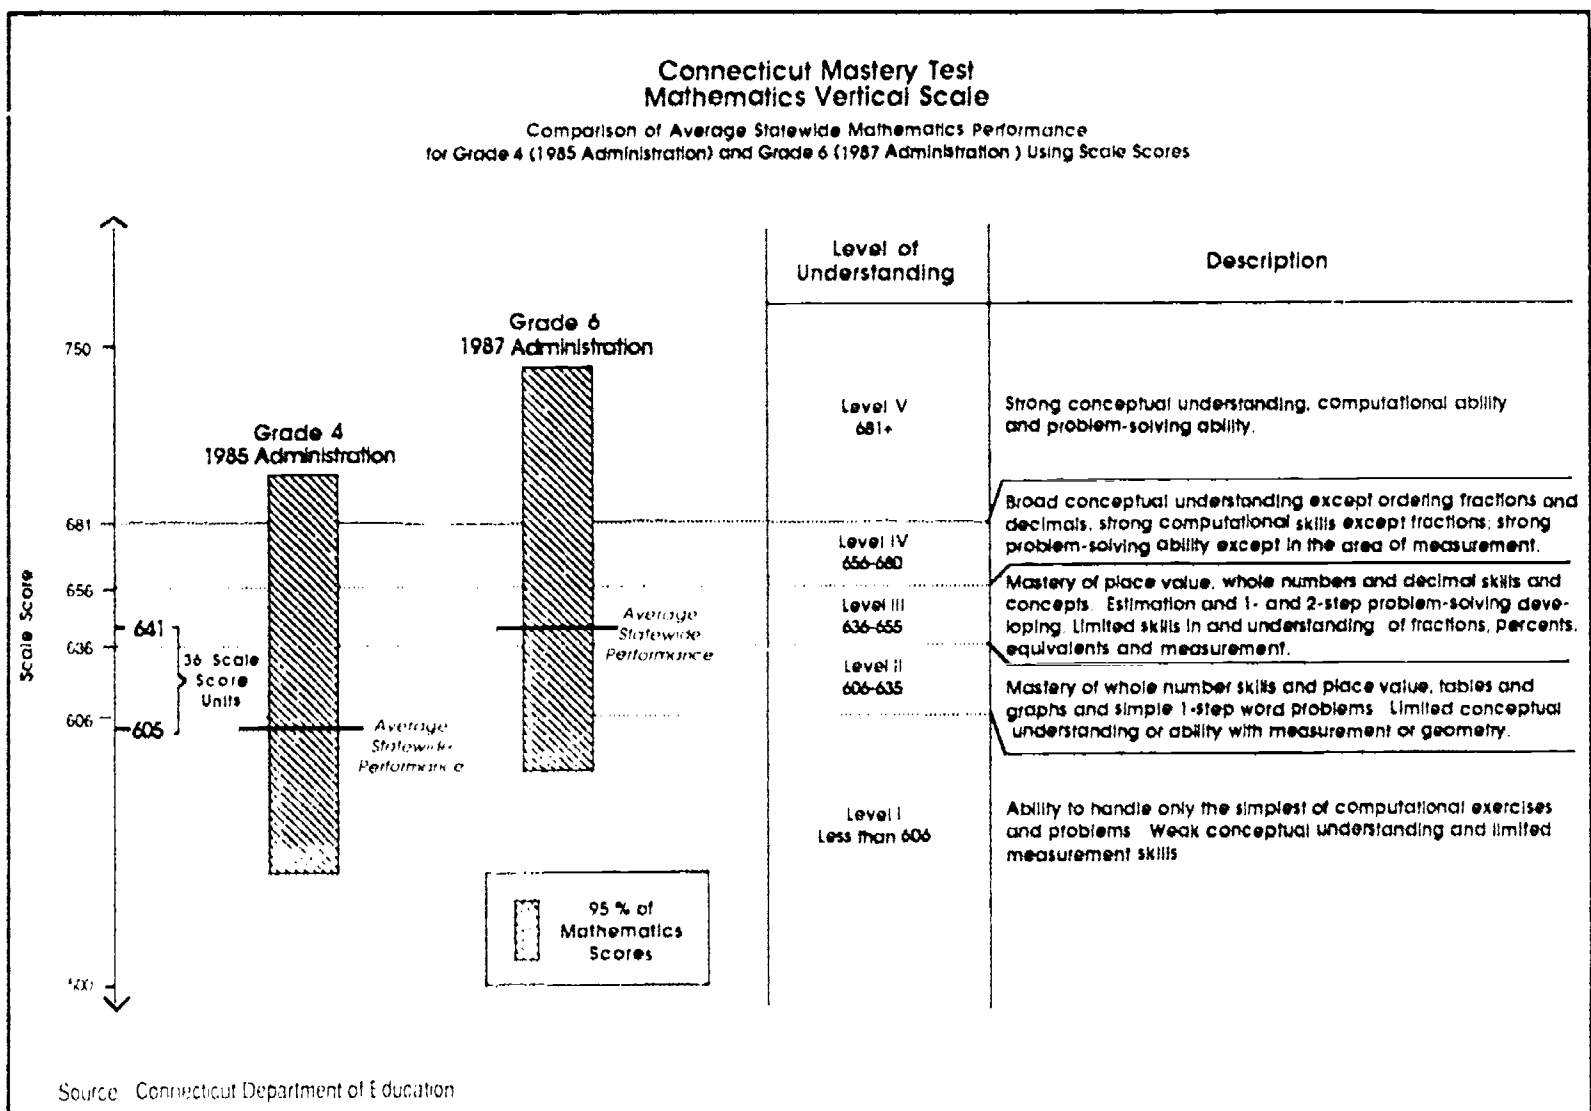 Connecticut Mastery Test
Mathematics Vertical Scale
Comparison of Average Statewide Mathematics Performance
for Grade 4 (1985 Administration) and Grade 6 (1987 Administration) Using Scale Scores
Scale Score
750
681
656
641
636
606
605
36 Scale
Score
Units
Grade 4
1985 Administration
Average
Statewide
Performance
Grade 6
1987 Administration
Average
Statewide
Performance
95 % of
Mathematics
Scores
Level of
Understanding
Description
Level V
681+
Strong conceptual understanding, computational ability
and problem-solving ability.
Level IV
656-680
Broad conceptual understanding except ordering fractions and
decimals, strong computational skills except fractions; strong
problem-solving ability except in the area of measurement.
Level III
636-655
Mastery of place value, whole numbers and decimal skills and
concepts. Estimation and 1- and 2-step problem-solving deve-
loping. Limited skills in and understanding of fractions, percents,
equivalents and measurement.
Level II
606-635
Mastery of whole number skills and place value, tables and
graphs and simple 1-step word problems Limited conceptual
understanding or ability with measurement or geometry.
Level I
Less than 606
Ability to handle only the simplest of computational exercises
and problems Weak conceptual understanding and limited
measurement skills
Source Connecticut Department of Education